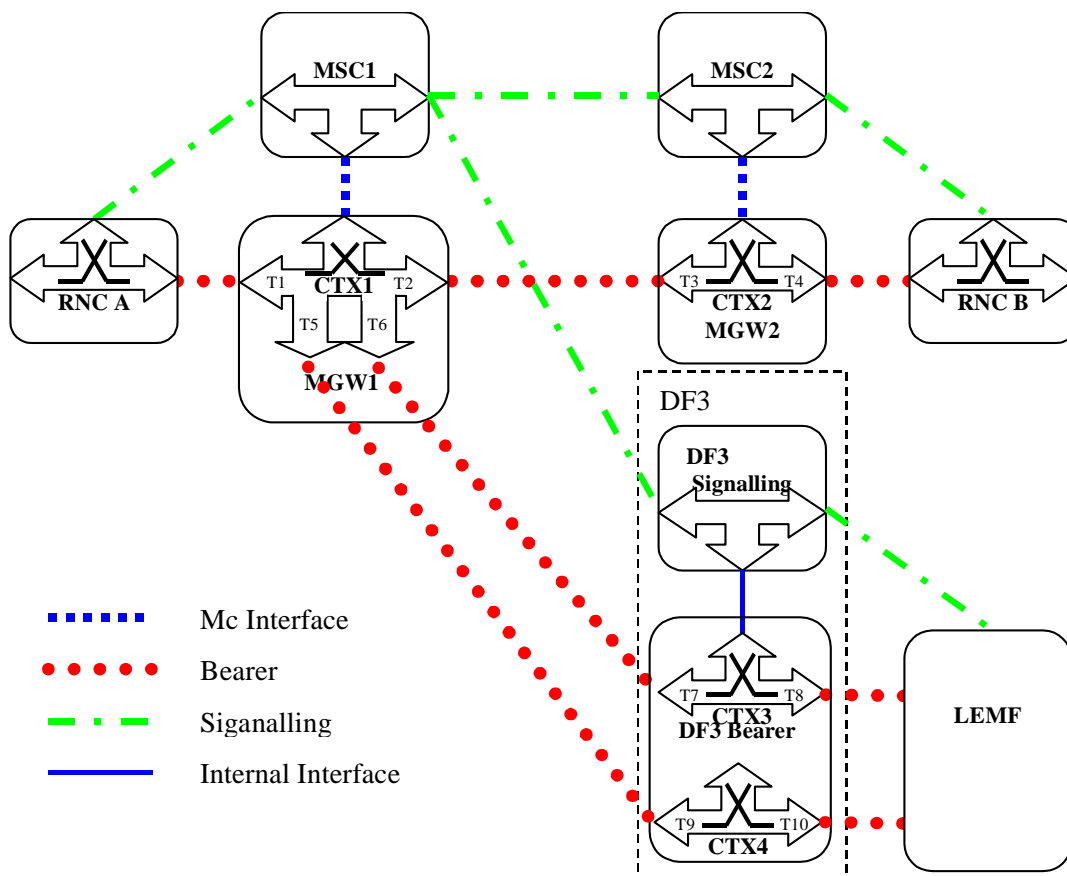 MSC1
MSC2
T1
CTX1
T2
RNC A
T5
T6
MGW1
T3
T4
CTX2
MGW2
RNC B
DF3
DF3
Signalling
T7
T8
CTX3
DF3 Bearer
T9
T10
CTX4
LEMF
Mc Interface
Bearer
Siganalling
Internal Interface